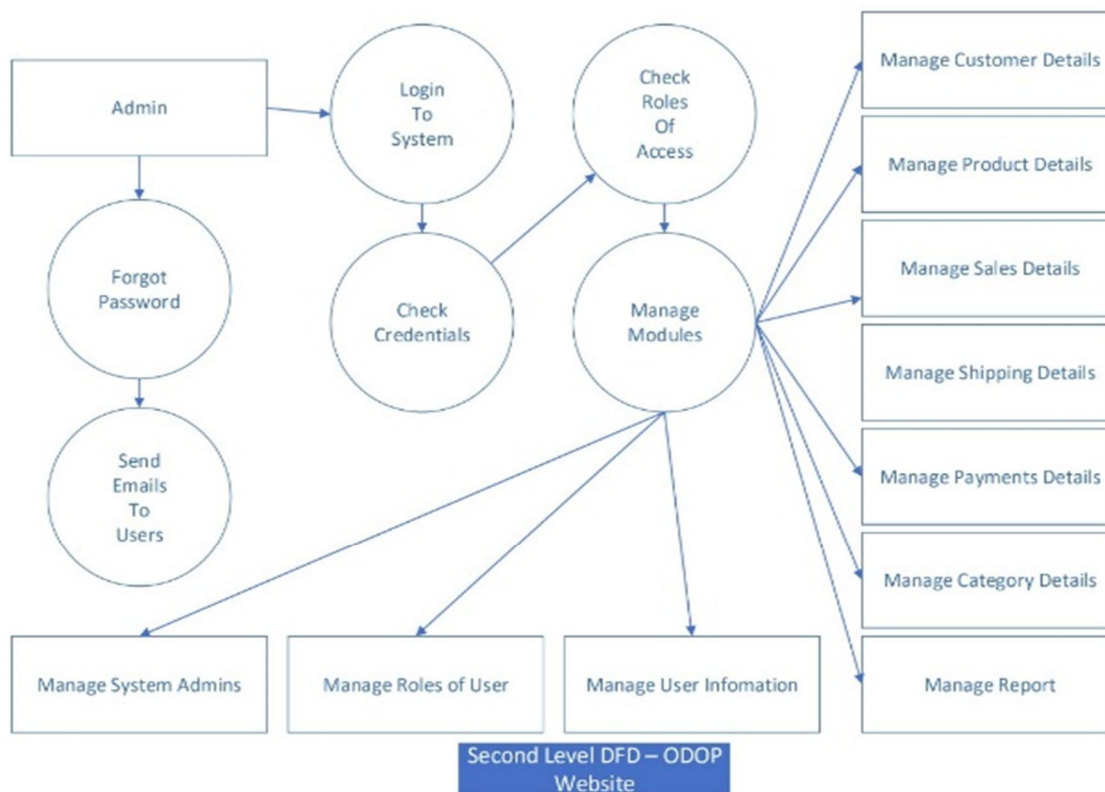 Admin
Login
To
System
Check
Roles
Of
Access
Manage Customer Details
Manage Product Details
Manage Sales Details
Manage Shipping Details
Manage Payments Details
Manage Category Details
Manage Report
Forgot
Password
Check
Credentials
Manage
Modules
Send
Emails
To
Users
Manage System Admins
Manage Roles of User
Manage User Infomation
Second Level DFD – ODOP
Website